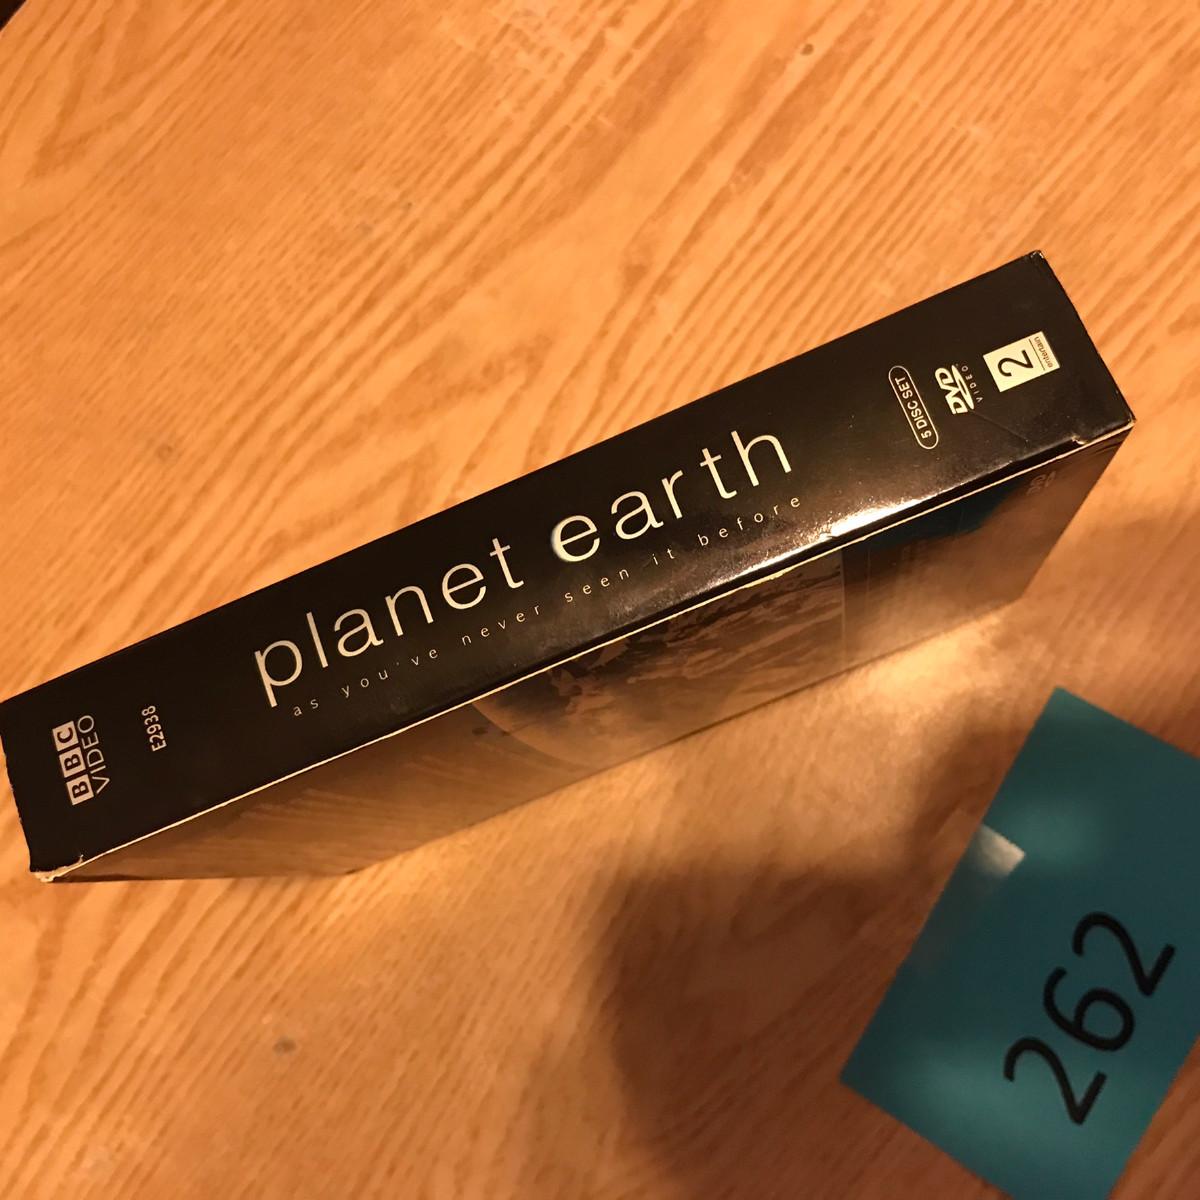 BBC
VIDEO
E2938
planet earth
as you've never seen it before
5 DISC SET
DVD
VIDEO
2
entertain
262